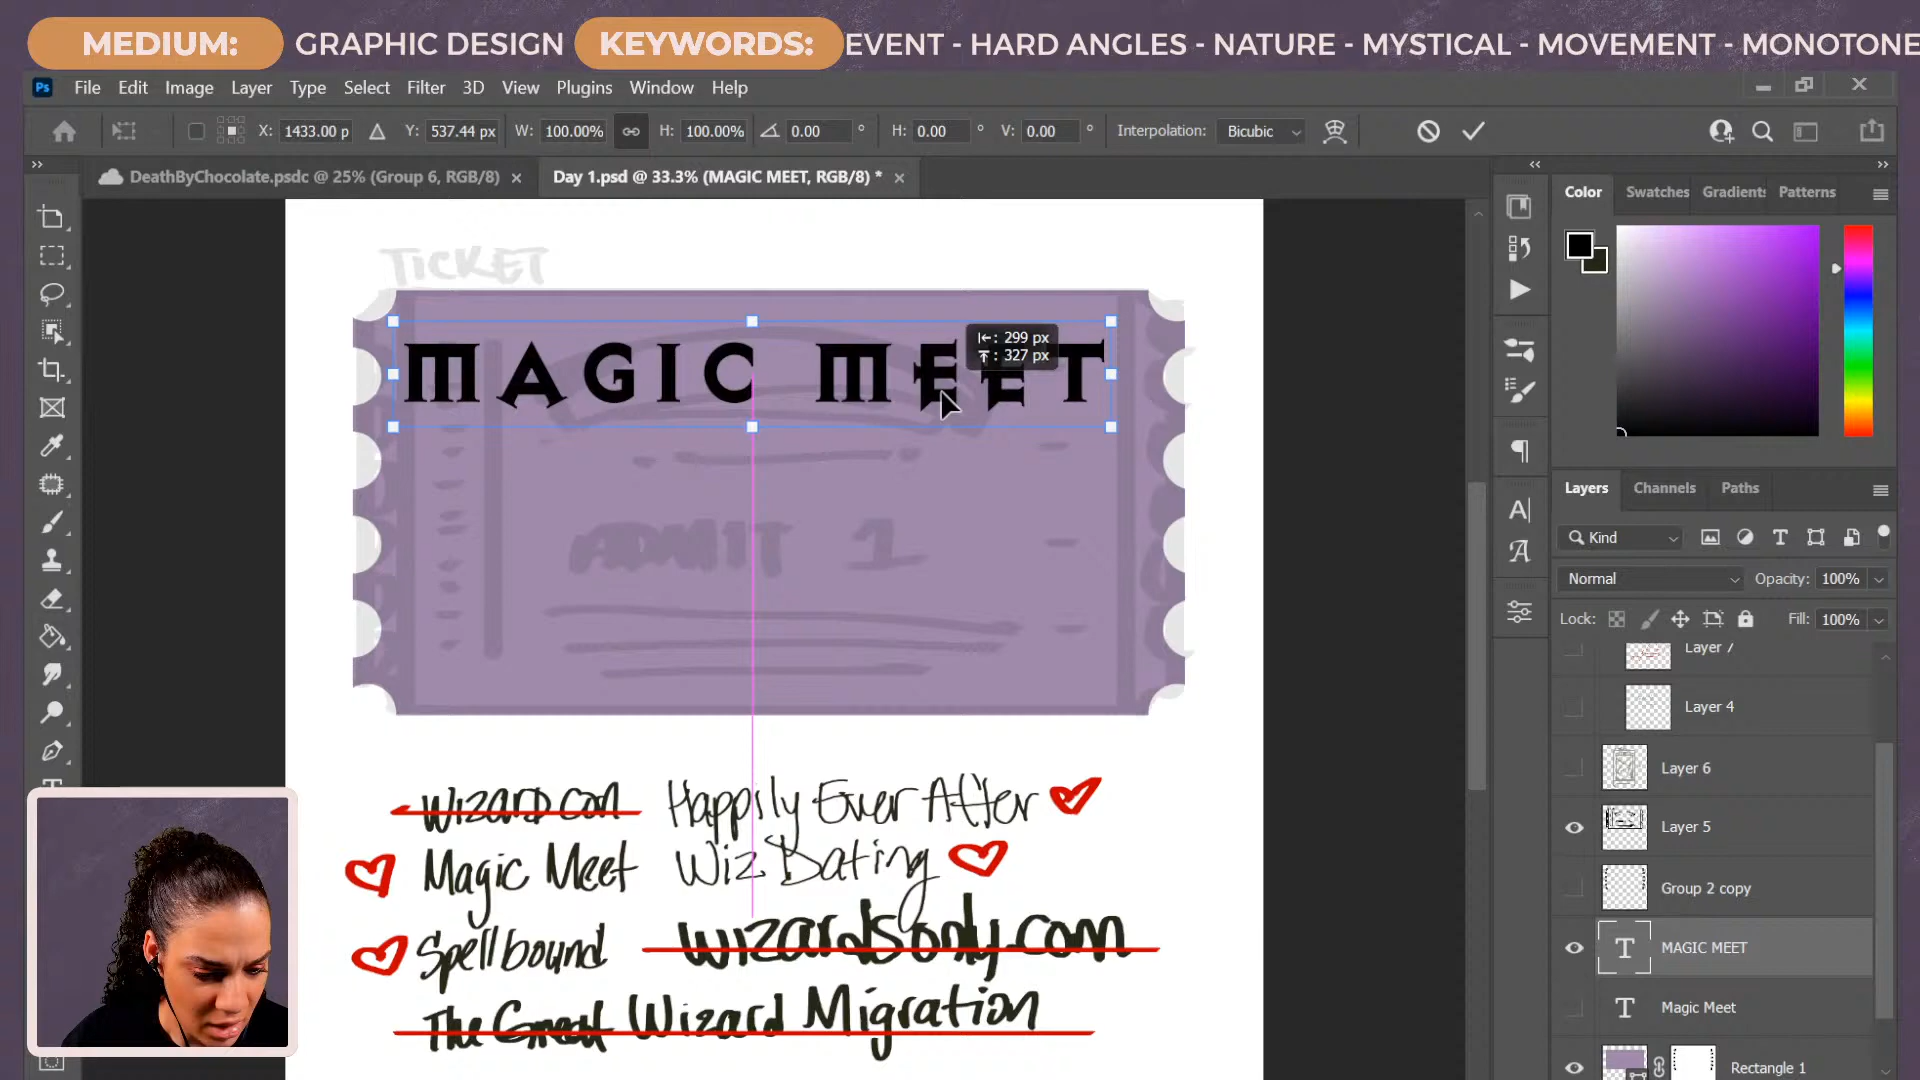 MEDIUM: GRAPHIC DESIGN KEYWORDS: EVENT - HARD ANGLES - NATURE - MYSTICAL - MOVEMENT - MONOTONE
Ps File Edit Image Layer Type Select Filter 3D View Plugins Window Help
X: 1433.00 p Y: 537.44 px W: 100.00% H: 100.00% 0.00 ° H: 0.00 ° V: 0.00 ° Interpolation: Bicubic
DeathByChocolate.psdc @ 25% (Group 6, RGB/8) × Day 1.psd @ 33.3% (MAGIC MEET, RGB/8) * ×
Color Swatches Gradients Patterns
TICKET
299 px
327 px
MAGIC MEET
ADMIT 1
Layers Channels Paths
Kind
Normal Opacity: 100%
Lock: Fill: 100%
Layer 7
Layer 4
Layer 6
Layer 5
Group 2 copy
MAGIC MEET
Magic Meet
Rectangle 1
Wizard con Happily Ever After
Magic Meet Wiz Dating
Spellbound wizardsonly.com
The Great Wizard Migration